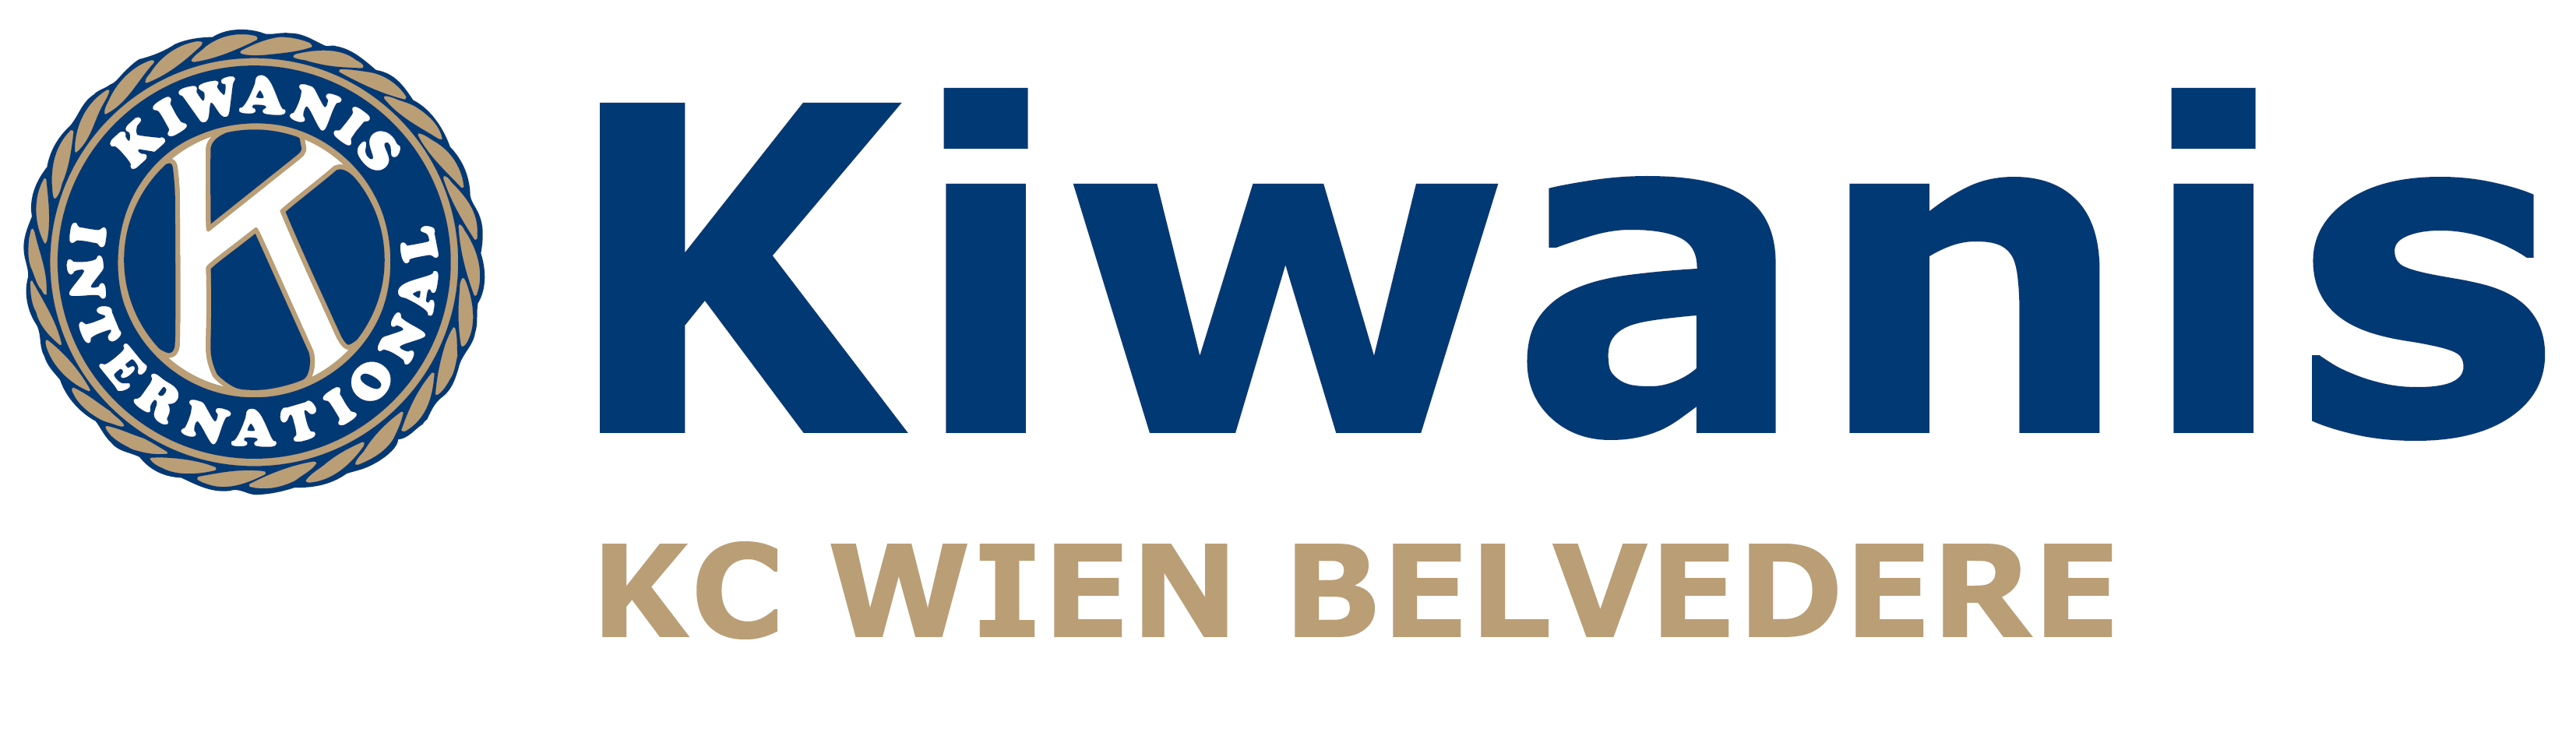 KIWANIS
K
INTERNATIONAL
Kiwanis
KC WIEN BELVEDERE